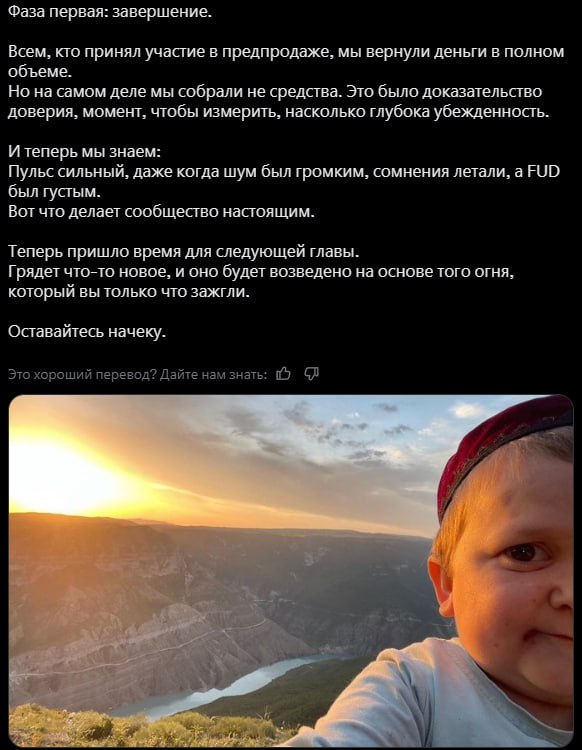 Фаза первая: завершение.
Всем, кто принял участие в предпродаже, мы вернули деньги в полном
объеме.
Но на самом деле мы собрали не средства. Это было доказательство
доверия, момент, чтобы измерить, насколько глубока убежденность.
И теперь мы знаем:
Пульс сильный, даже когда шум был громким, сомнения летали, а FUD
был густым.
Вот что делает сообщество настоящим.
Теперь пришло время для следующей главы.
Грядет что-то новое, и оно будет возведено на основе того огня,
который вы только что зажгли.
Оставайтесь начеку.
Это хороший перевод? Дайте нам знать: